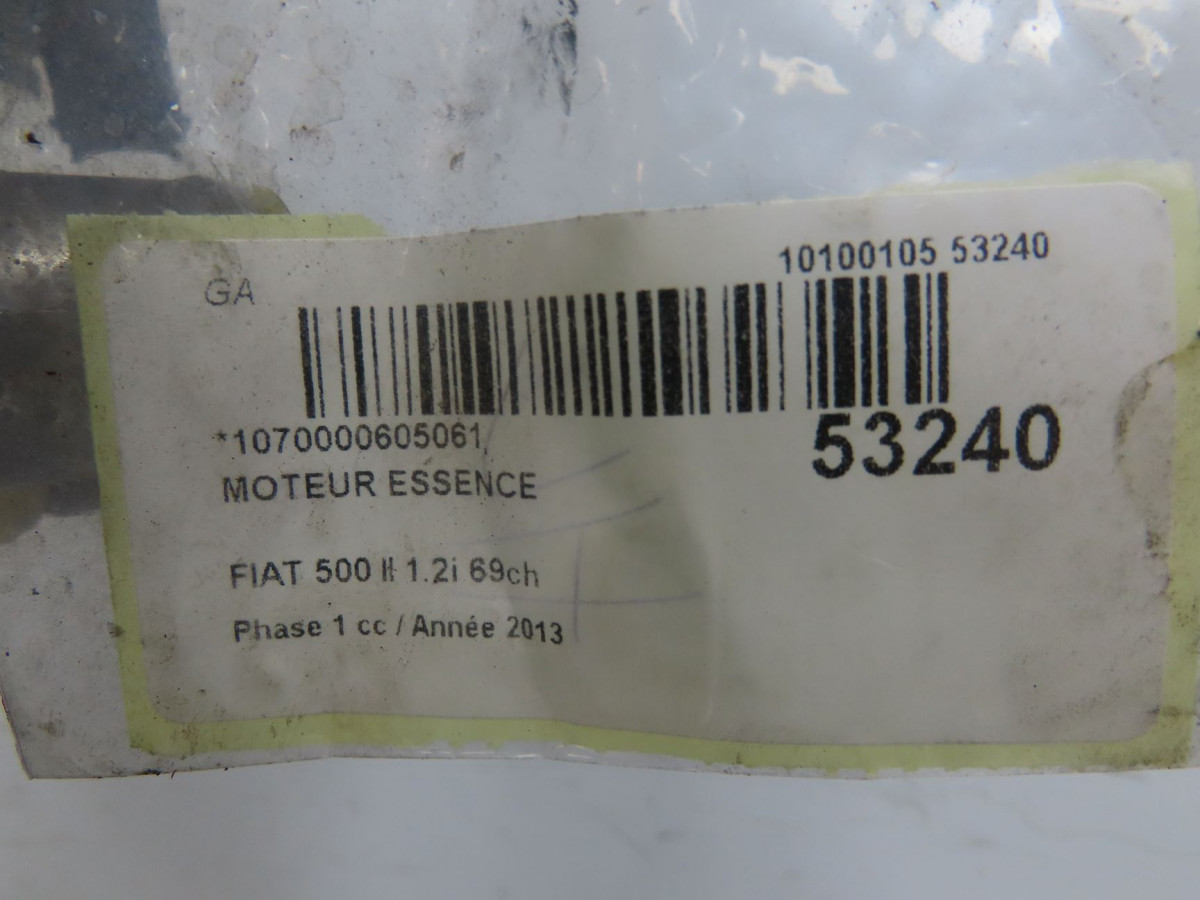 10100105 53240
GA
*1070000605061
53240
MOTEUR ESSENCE
FIAT 500 II 1.2i 69ch
Phase 1 cc / Année 2013